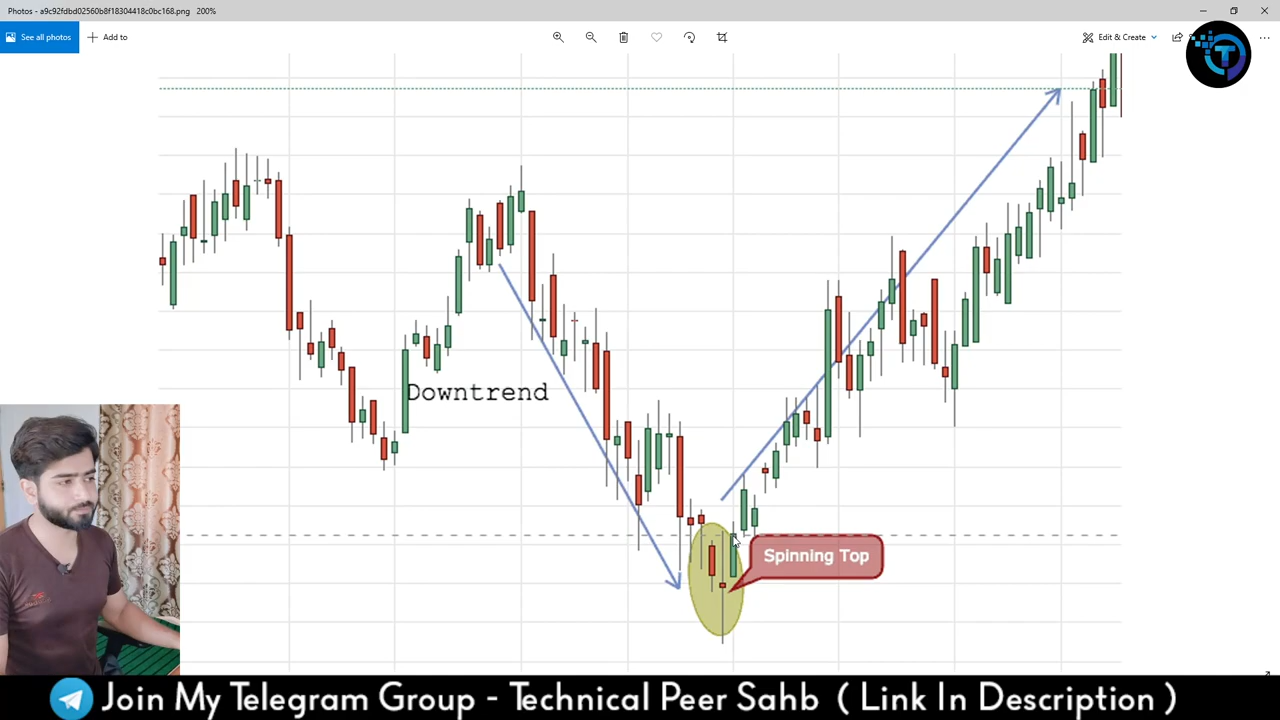 Photos - a9c92fdbd02560b8f18304418c0bc168.png 200%
See all photos
Add to
Edit & Create
T
Downtrend
Spinning Top
Join My Telegram Group - Technical Peer Sahb ( Link In Description )